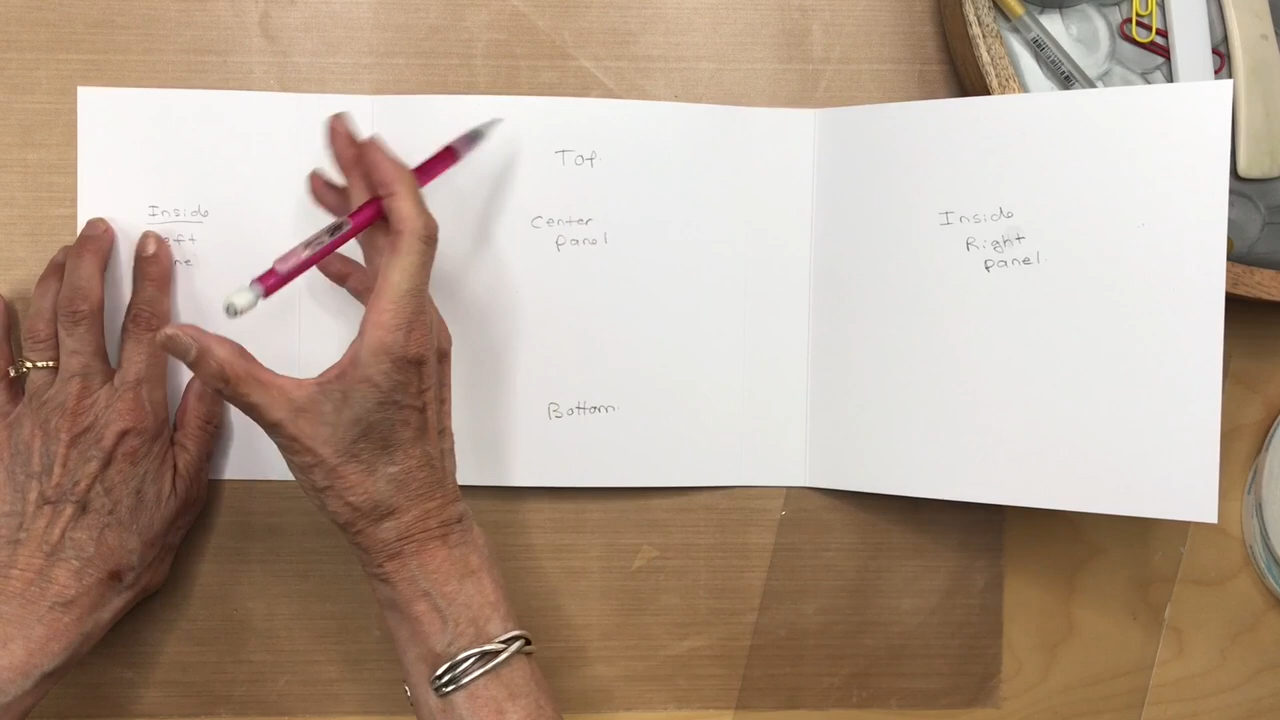 Inside
Top.
Center
panel
Bottom.
Inside
Right
panel.